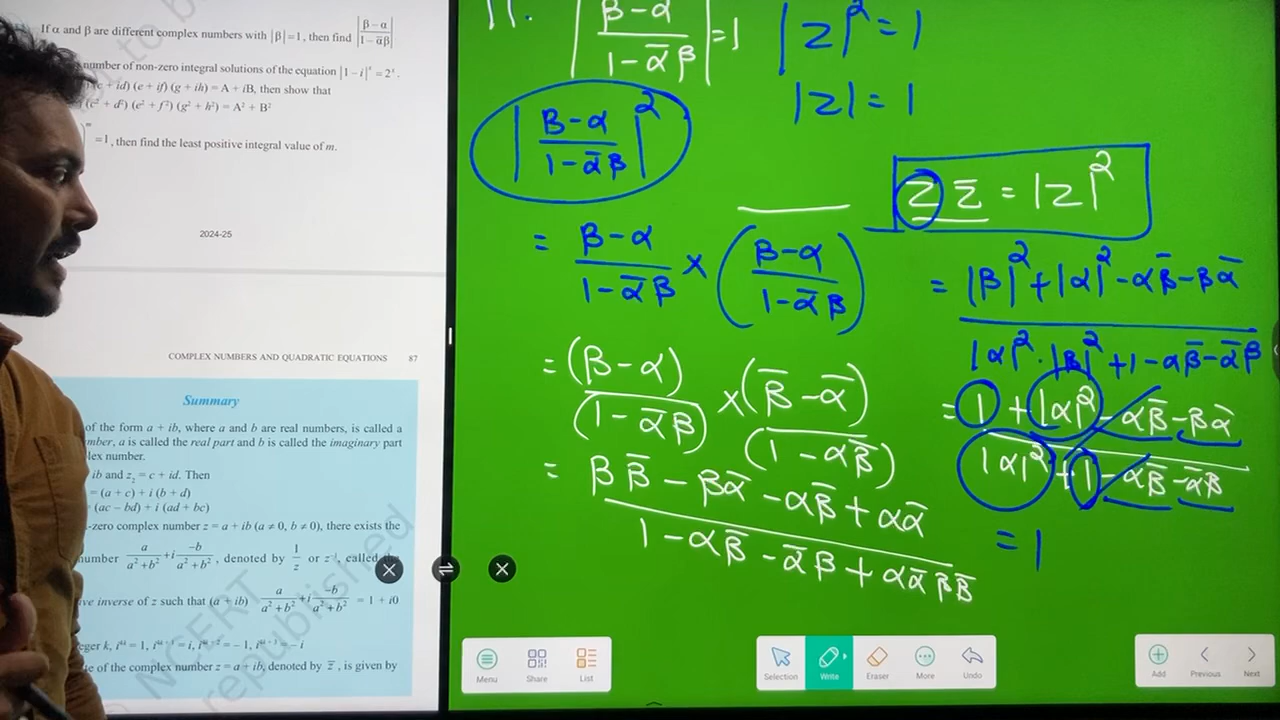 If α and β are different complex numbers with |β|=1, then find |β−α / 1−ᾱβ|
number of non-zero integral solutions of the equation |1−i|ˣ = 2ˣ.
+ id) (e + if) (g + ih) = A + iB, then show that
(c² + d²) (e² + f²) (g² + h²) = A² + B²
)ᵐ =1, then find the least positive integral value of m.
2024-25
COMPLEX NUMBERS AND QUADRATIC EQUATIONS 87
Summary
of the form a + ib, where a and b are real numbers, is called a
a is called the real part and b is called the imaginary part
ib and z₂ = c + id. Then
= (a + c) + i (b + d)
(ac − bd) + i (ad + bc)
-zero complex number z = a + ib (a ≠ 0, b ≠ 0), there exists the
a/(a²+b²) + i −b/(a²+b²), denoted by 1/z or z⁻¹, called
inverse of z such that (a + ib) a/(a²+b²) + i −b/(a²+b²) = 1 + i0
k, i⁴ᵏ = 1, i⁴ᵏ⁺¹ = i, i⁴ᵏ⁺² = − 1, i⁴ᵏ⁺³ = − i
of the complex number z = a + ib, denoted by z̄, is given by
NCERT
republished
11. |β−α / 1−ᾱβ| = 1
|z|² = 1
|z| = 1
|β−α / 1−ᾱβ|²
z z̄ = |z|²
= β−α / 1−ᾱβ × (β−α / 1−ᾱβ)
= (β−α) / (1−ᾱβ) × (β̄−ᾱ) / (1−αβ̄)
= ββ̄ − βᾱ − αβ̄ + αᾱ / 1 − αβ̄ − ᾱβ + αᾱββ̄
= |β|² + |α|² − αβ̄ − βᾱ / |α|²·|β|² + 1 − αβ̄ − ᾱβ
= 1 + |α|² − αβ̄ − βᾱ / |α|² + 1 − αβ̄ − ᾱβ
= 1
Menu Share List
Selection Write Eraser More Undo
Add Previous Next